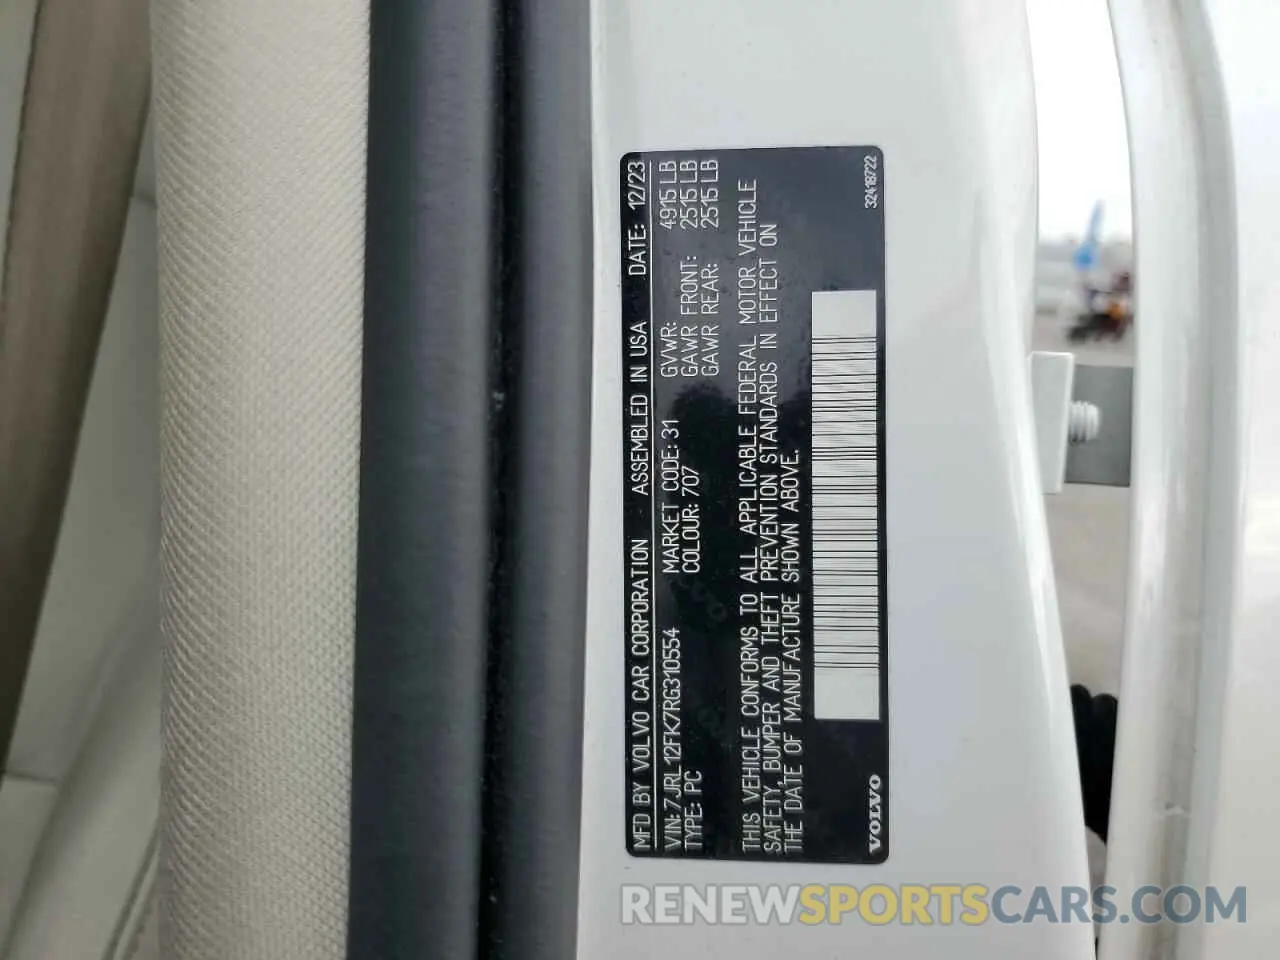 MFD BY VOLVO CAR CORPORATION ASSEMBLED IN USA DATE: 12/23
VIN: 7JRL12FK7RG310554 MARKET CODE: 31 GVWR: 4915 LB
TYPE: PC COLOUR: 707 GAWR FRONT: 2515 LB
GAWR REAR: 2515 LB
THIS VEHICLE CONFORMS TO ALL APPLICABLE FEDERAL MOTOR VEHICLE
SAFETY, BUMPER AND THEFT PREVENTION STANDARDS IN EFFECT ON
THE DATE OF MANUFACTURE SHOWN ABOVE.
VOLVO 32418722
RENEWSPORTSCARS.COM